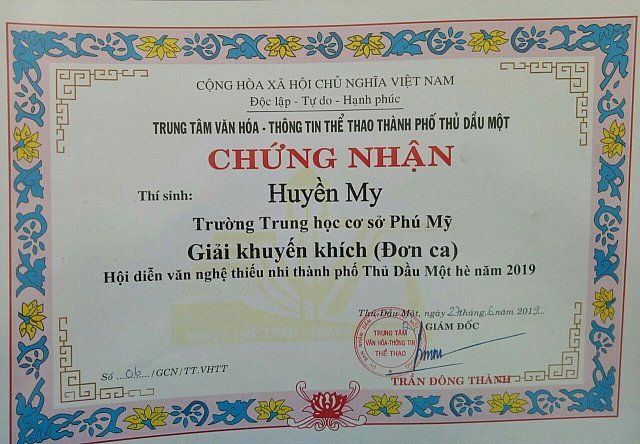 CỘNG HÒA XÃ HỘI CHỦ NGHĨA VIỆT NAM
Độc lập - Tự do - Hạnh phúc
TRUNG TÂM VĂN HÓA - THÔNG TIN THỂ THAO THÀNH PHỐ THỦ DẦU MỘT
CHỨNG NHẬN
Thí sinh: Huyền My
Trường Trung học cơ sở Phú Mỹ
Giải khuyến khích (Đơn ca)
Hội diễn văn nghệ thiếu nhi thành phố Thủ Dầu Một hè năm 2019
Thủ Dầu Một, ngày 27 tháng 6 năm 2019...
GIÁM ĐỐC
TRUNG TÂM
VĂN HÓA-THÔNG TIN
THỂ THAO
Số ...06.../GCN/TT.VHTT
TRẦN ĐÔNG THÀNH